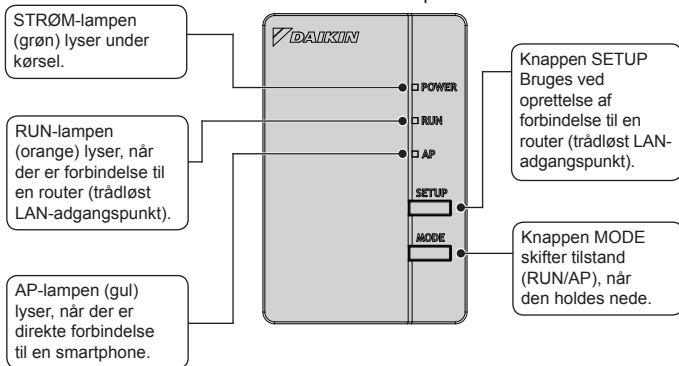 STRØM-lampen
(grøn) lyser under
kørsel.
RUN-lampen
(orange) lyser, når
der er forbindelse til
en router (trådløst
LAN-adgangspunkt).
AP-lampen (gul)
lyser, når der er
direkte forbindelse
til en smartphone.
DAIKIN
POWER
RUN
AP
SETUP
MODE
Knappen SETUP
Bruges ved
oprettelse af
forbindelse til en
router (trådløst LAN-
adgangspunkt).
Knappen MODE
skifter tilstand
(RUN/AP), når
den holdes nede.